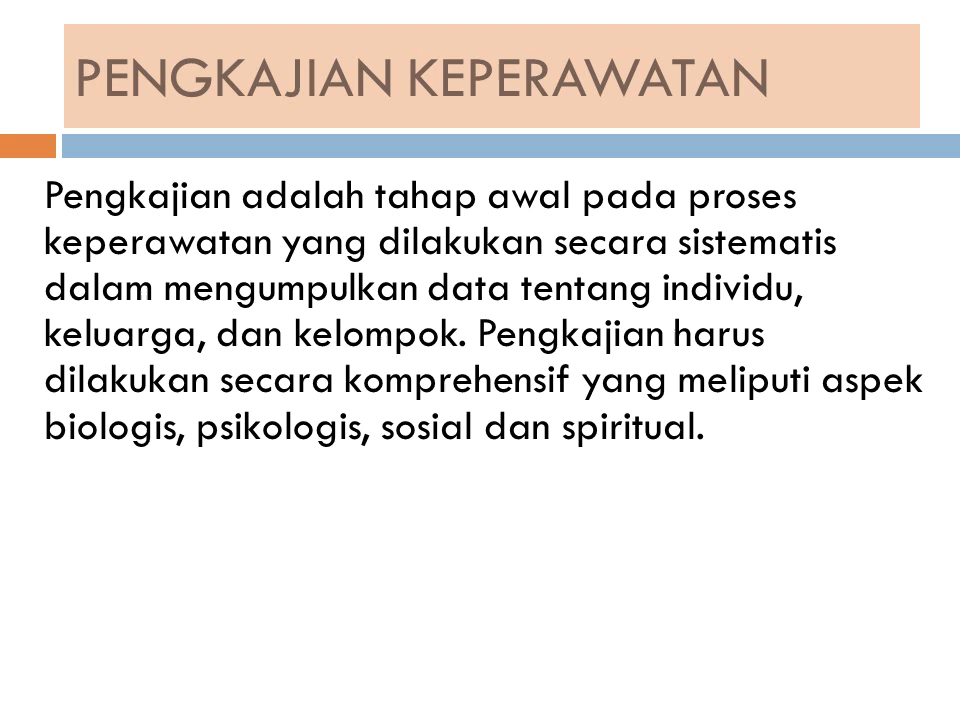 PENGKAJIAN KEPERAWATAN
Pengkajian adalah tahap awal pada proses
keperawatan yang dilakukan secara sistematis
dalam mengumpulkan data tentang individu,
keluarga, dan kelompok. Pengkajian harus
dilakukan secara komprehensif yang meliputi aspek
biologis, psikologis, sosial dan spiritual.